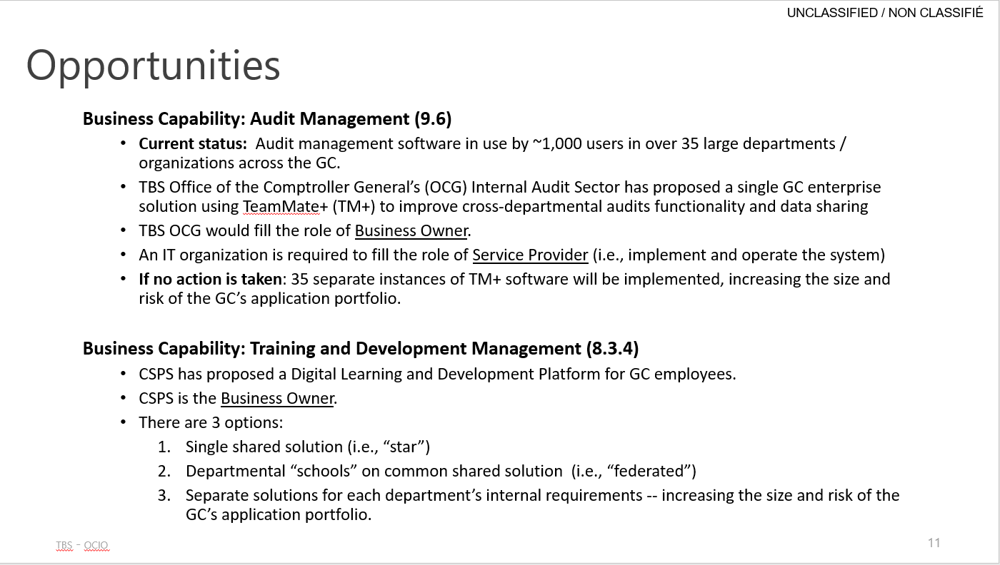 UNCLASSIFIED / NON CLASSIFIÉ
Opportunities
Business Capability: Audit Management (9.6)
• Current status:  Audit management software in use by ~1,000 users in over 35 large departments /
organizations across the GC.
• TBS Office of the Comptroller General’s (OCG) Internal Audit Sector has proposed a single GC enterprise
solution using TeamMate+ (TM+) to improve cross-departmental audits functionality and data sharing
• TBS OCG would fill the role of Business Owner.
• An IT organization is required to fill the role of Service Provider (i.e., implement and operate the system)
• If no action is taken: 35 separate instances of TM+ software will be implemented, increasing the size and
risk of the GC’s application portfolio.
Business Capability: Training and Development Management (8.3.4)
• CSPS has proposed a Digital Learning and Development Platform for GC employees.
• CSPS is the Business Owner.
• There are 3 options:
1. Single shared solution (i.e., “star”)
2. Departmental “schools” on common shared solution  (i.e., “federated”)
3. Separate solutions for each department’s internal requirements -- increasing the size and risk of the
GC’s application portfolio.
TBS - OCIO
11